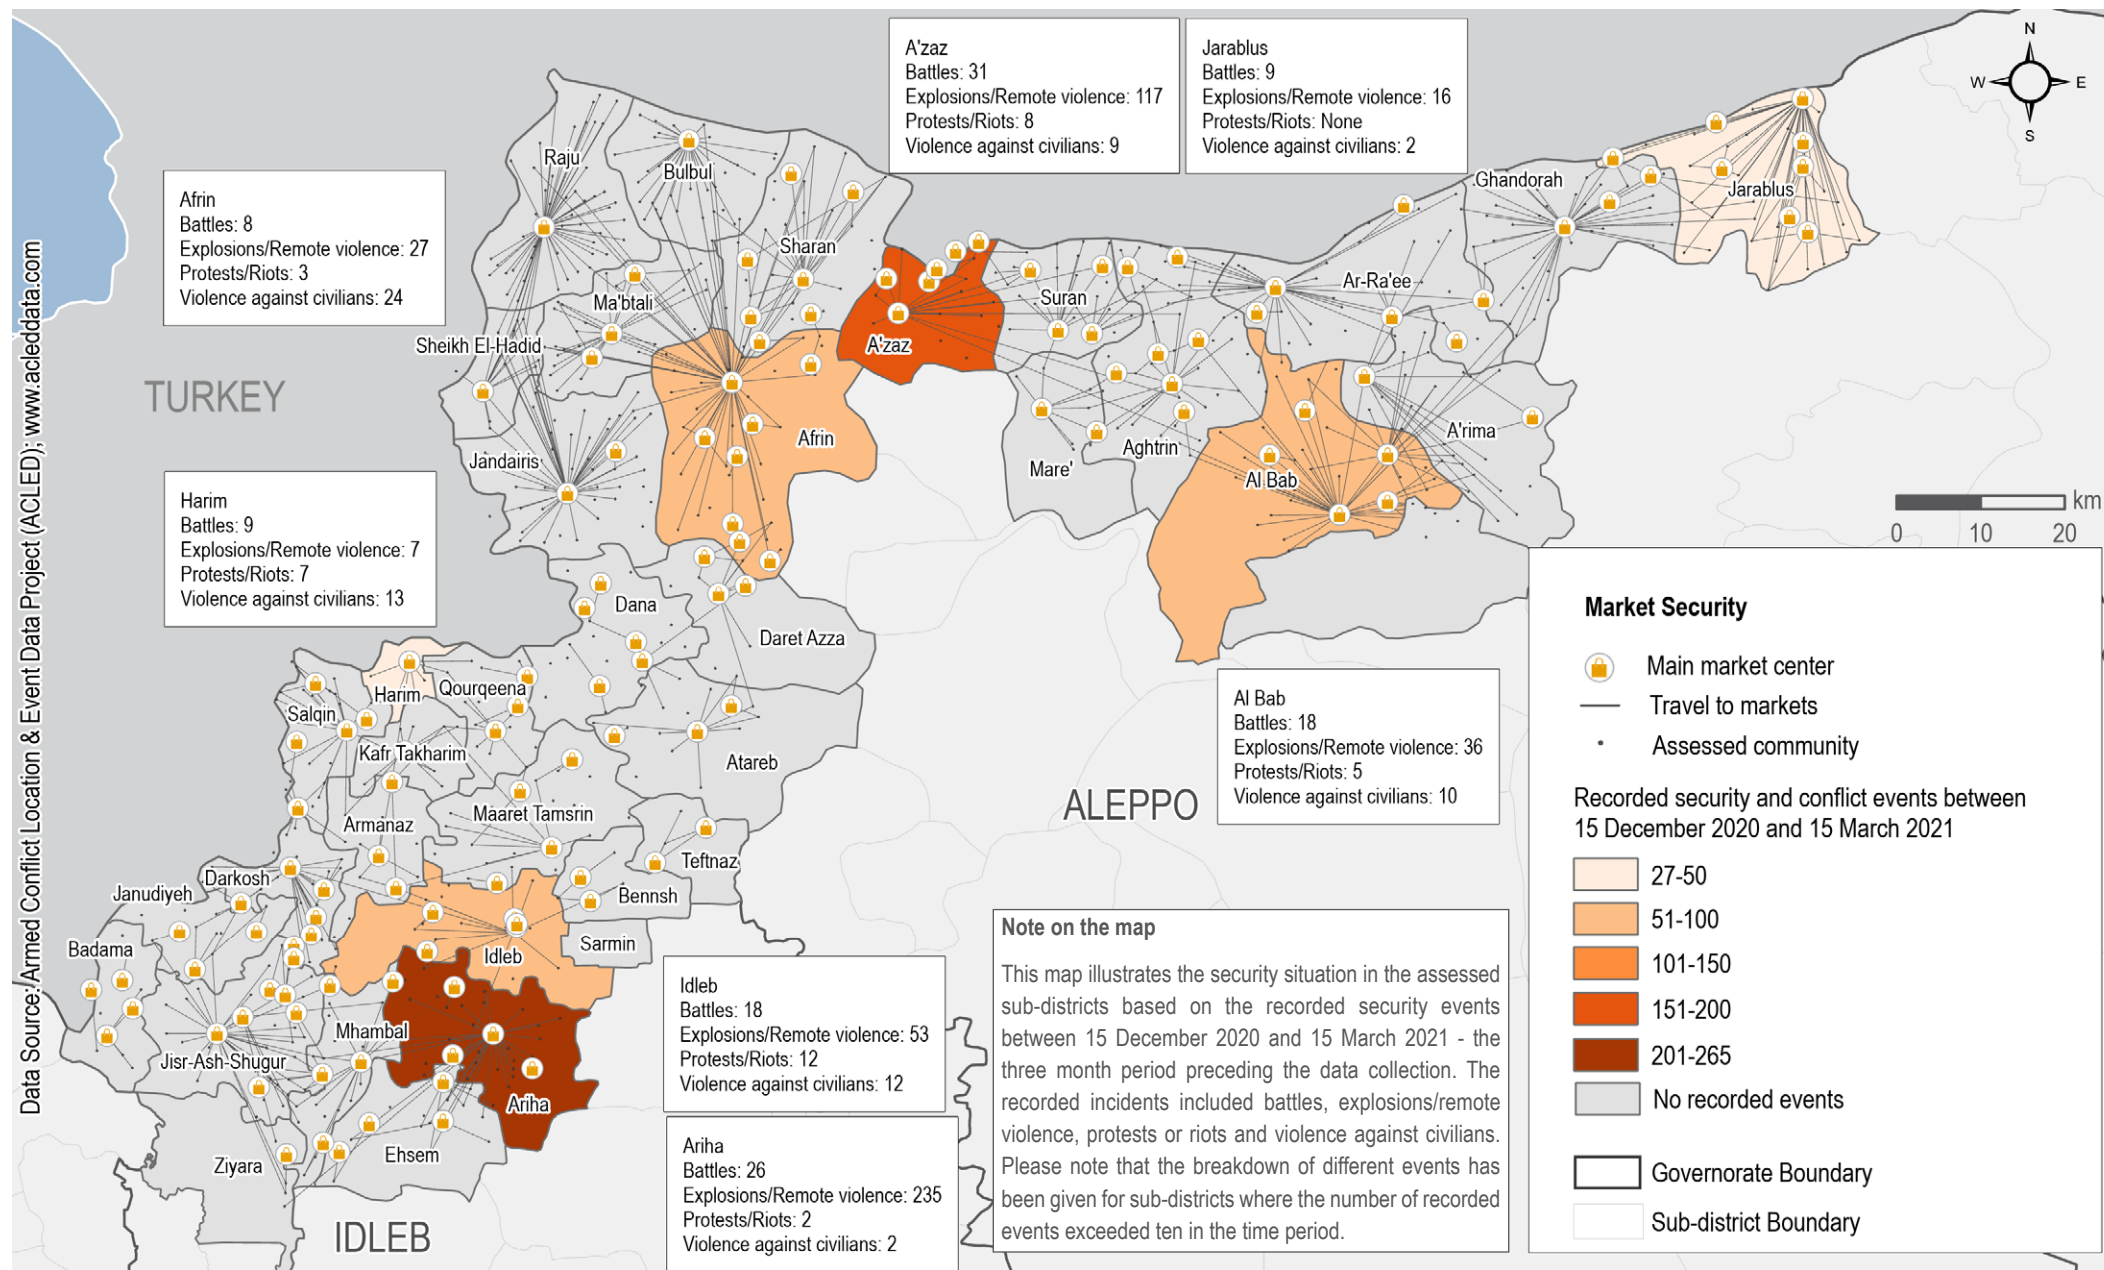 Data Source: Armed Conflict Location & Event Data Project (ACLED); www.acleddata.com
A'zaz
Battles: 31
Explosions/Remote violence: 117
Protests/Riots: 8
Violence against civilians: 9
Jarablus
Battles: 9
Explosions/Remote violence: 16
Protests/Riots: None
Violence against civilians: 2
N
W
E
S
Afrin
Battles: 8
Explosions/Remote violence: 27
Protests/Riots: 3
Violence against civilians: 24
Raju
Bulbul
Sharan
Ma'btali
Sheikh El-Hadid
A'zaz
Suran
Ar-Ra'ee
Ghandorah
Jarablus
TURKEY
Jandairis
Afrin
Mare'
Aghtrin
Al Bab
A'rima
km
0
10
20
Harim
Battles: 9
Explosions/Remote violence: 7
Protests/Riots: 7
Violence against civilians: 13
Dana
Daret Azza
Harim
Qourqeena
Salqin
Kafr Takharim
Atareb
Armanaz
Maaret Tamsrin
Teftnaz
Darkosh
Janudiyeh
Bennsh
Badama
Sarmin
Idleb
Mhambal
Jisr-Ash-Shugur
Ariha
Ehsem
Ziyara
IDLEB
ALEPPO
Al Bab
Battles: 18
Explosions/Remote violence: 36
Protests/Riots: 5
Violence against civilians: 10
Idleb
Battles: 18
Explosions/Remote violence: 53
Protests/Riots: 12
Violence against civilians: 12
Ariha
Battles: 26
Explosions/Remote violence: 235
Protests/Riots: 2
Violence against civilians: 2
Note on the map
This map illustrates the security situation in the assessed
sub-districts based on the recorded security events
between 15 December 2020 and 15 March 2021 - the
three month period preceding the data collection. The
recorded incidents included battles, explosions/remote
violence, protests or riots and violence against civilians.
Please note that the breakdown of different events has
been given for sub-districts where the number of recorded
events exceeded ten in the time period.
Market Security
Main market center
Travel to markets
Assessed community
Recorded security and conflict events between
15 December 2020 and 15 March 2021
27-50
51-100
101-150
151-200
201-265
No recorded events
Governorate Boundary
Sub-district Boundary